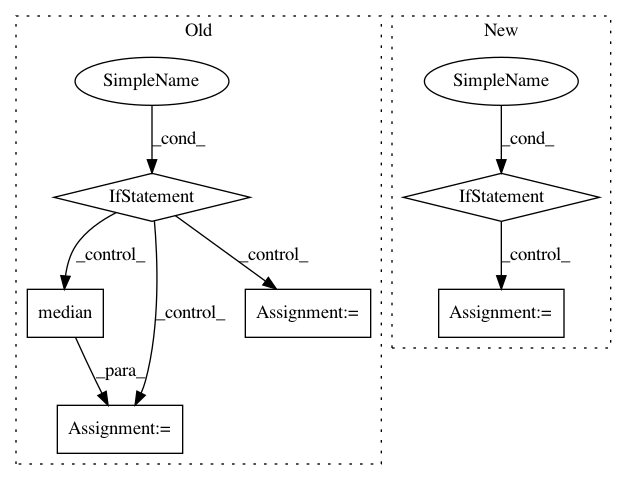 Old
New
SimpleName
SimpleName
_cond_
_cond_
IfStatement
IfStatement
_control_
_control_
_control_
_control_
median
Assignment:=
Assignment:=
_para_
Assignment:=